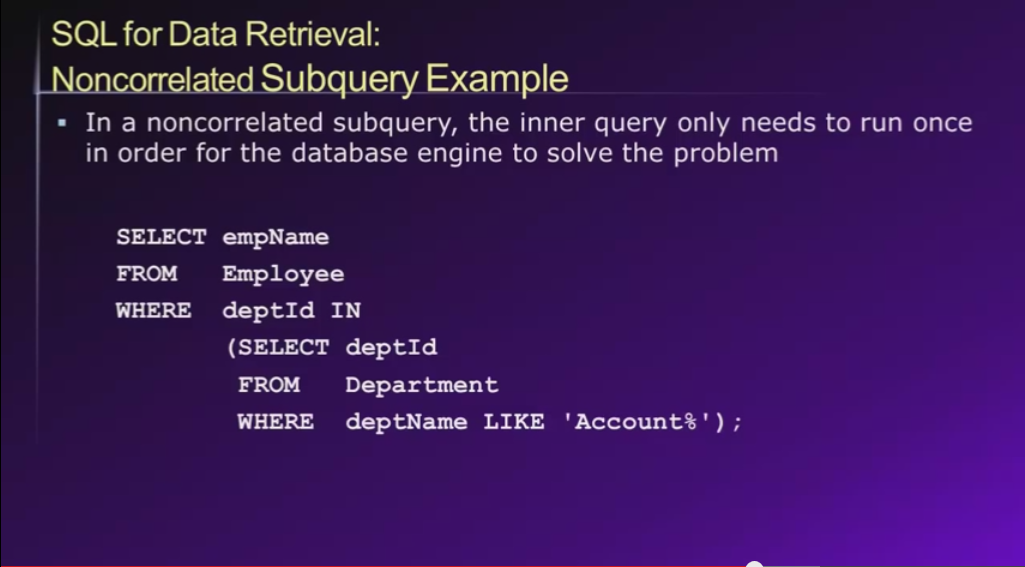 SQL for Data Retrieval:
Noncorrelated Subquery Example
▪ In a noncorrelated subquery, the inner query only needs to run once
in order for the database engine to solve the problem
SELECT empName
FROM   Employee
WHERE  deptId IN
(SELECT deptId
FROM   Department
WHERE  deptName LIKE 'Account%');